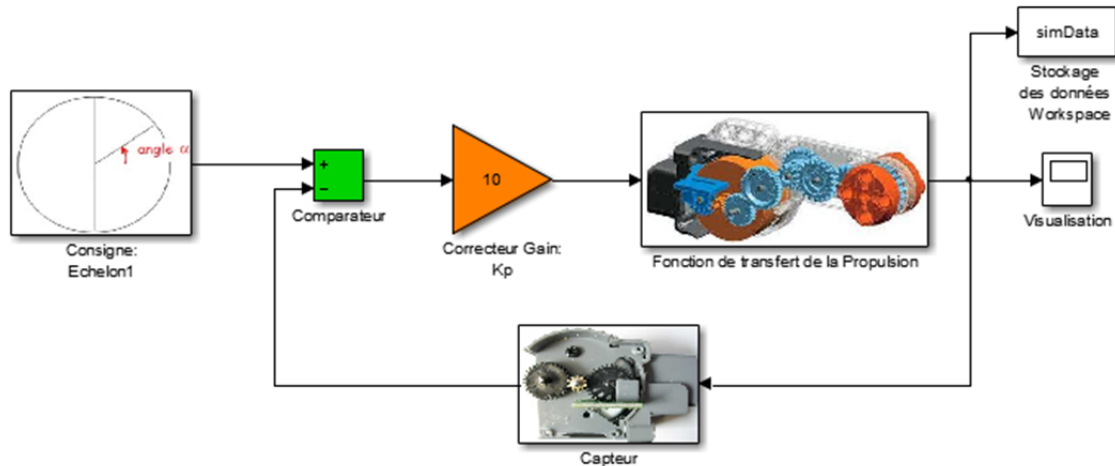 simData
Stockage
des données
Workspace
angle α
+
−
10
Comparateur
Visualisation
Consigne:
Echelon1
Correcteur Gain:
Kp
Fonction de transfert de la Propulsion
Capteur